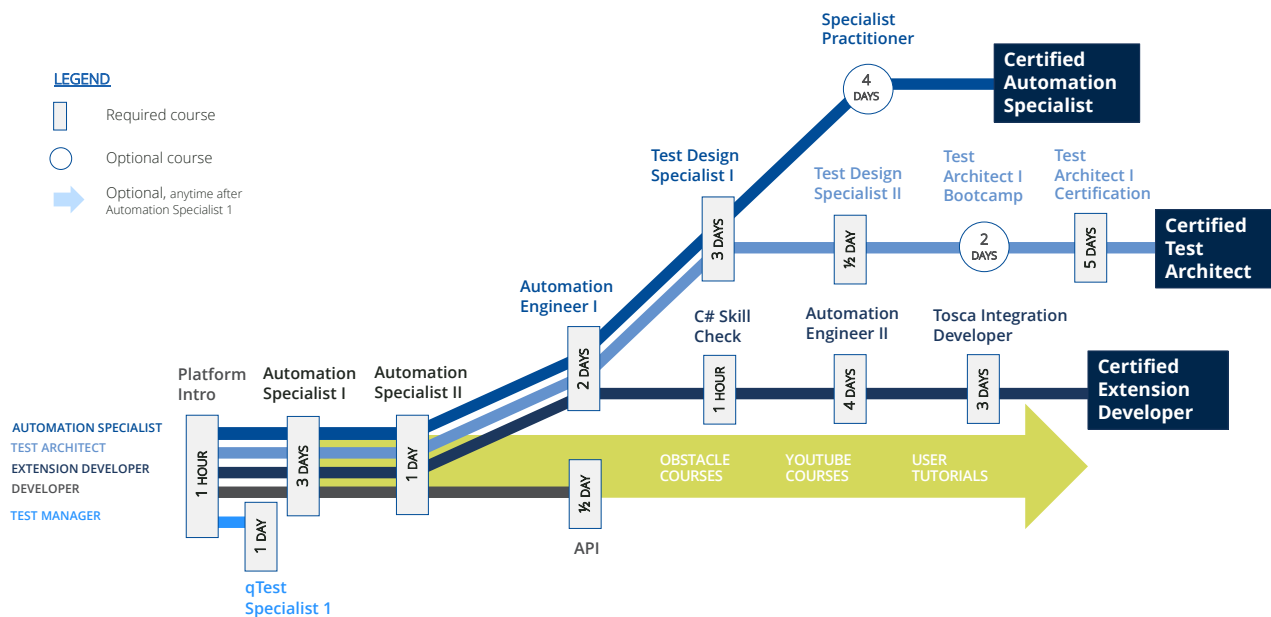 LEGEND
Required course
Optional course
Optional, anytime after
Automation Specialist 1
Specialist
Practitioner
4
DAYS
Certified
Automation
Specialist
Test Design
Specialist I
3 DAYS
Test Design
Specialist II
½ DAY
Test
Architect I
Bootcamp
2
DAYS
Test
Architect I
Certification
5 DAYS
Certified
Test
Architect
Automation
Engineer I
2 DAYS
C# Skill
Check
1 HOUR
Automation
Engineer II
4 DAYS
Tosca Integration
Developer
3 DAYS
Certified
Extension
Developer
Platform
Intro
1 HOUR
Automation
Specialist I
3 DAYS
Automation
Specialist II
1 DAY
AUTOMATION SPECIALIST
TEST ARCHITECT
EXTENSION DEVELOPER
DEVELOPER
TEST MANAGER
OBSTACLE
COURSES
YOUTUBE
COURSES
USER
TUTORIALS
½ DAY
API
1 DAY
qTest
Specialist 1